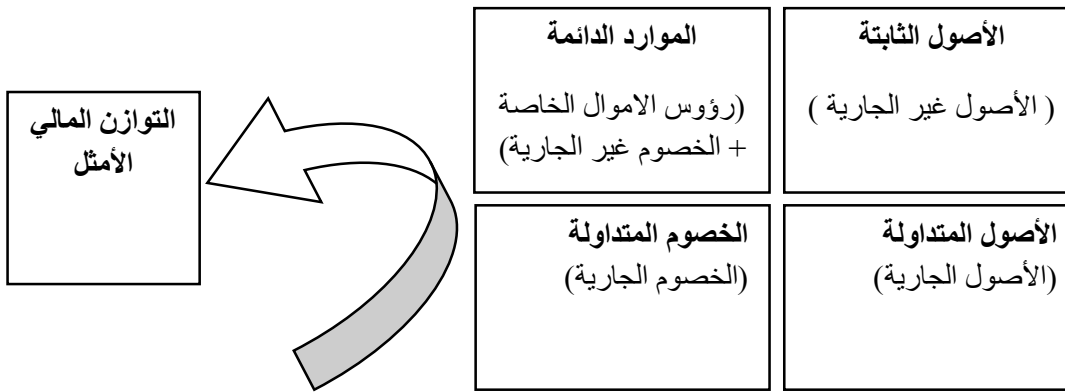 الأصول الثابتة
( الأصول غير الجارية )
الموارد الدائمة
(رؤوس الاموال الخاصة
+ الخصوم غير الجارية)
الأصول المتداولة
(الأصول الجارية)
الخصوم المتداولة
(الخصوم الجارية)
التوازن المالي
الأمثل